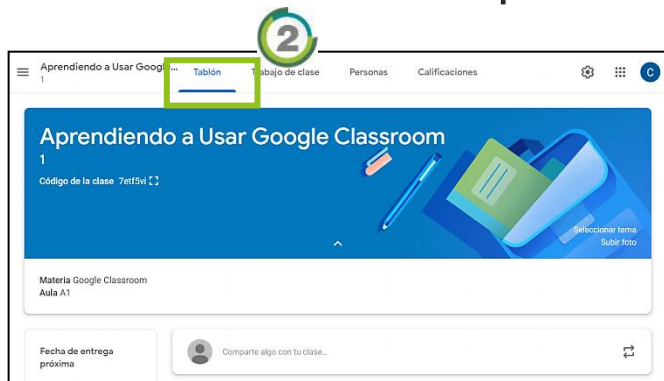 2
Aprendiendo a Usar Google... Tablón Trabajo de clase Personas Calificaciones C
1
Aprendiendo a Usar Google Classroom
1
Código de la clase 7etf5vi
Seleccionar tema
Subir foto
Materia Google Classroom
Aula A1
Fecha de entrega
próxima
Comparte algo con tu clase...